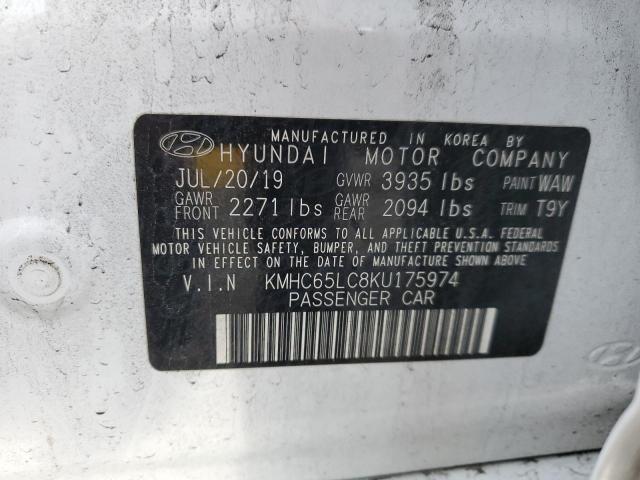 MANUFACTURED IN KOREA BY
HYUNDAI MOTOR COMPANY
JUL/20/19 GVWR 3935 lbs PAINT WAW
GAWR FRONT 2271 lbs GAWR REAR 2094 lbs TRIM T9Y
THIS VEHICLE CONFORMS TO ALL APPLICABLE U.S.A. FEDERAL
MOTOR VEHICLE SAFETY, BUMPER, AND THEFT PREVENTION STANDARDS
IN EFFECT ON THE DATE OF MANUFACTURE SHOWN ABOVE
V.I.N KMHC65LC8KU175974
PASSENGER CAR